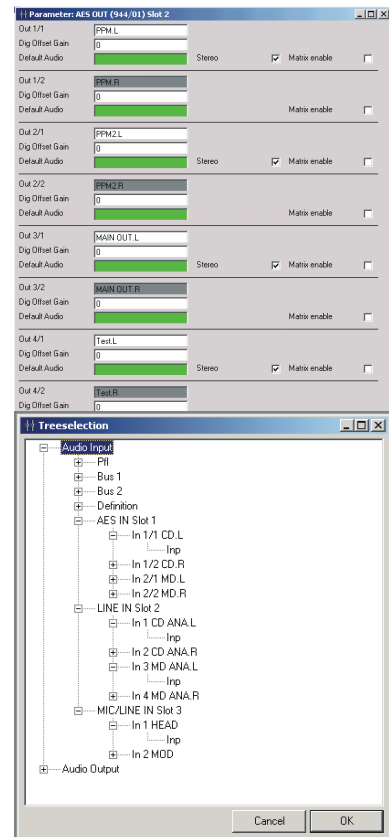 Parameter: AES OUT (944/01) Slot 2
Out 1/1 PPM.L
Dig Offset Gain 0
Default Audio Stereo Matrix enable
Out 1/2 PPM.R
Dig Offset Gain 0
Default Audio Matrix enable
Out 2/1 PPM2.L
Dig Offset Gain 0
Default Audio Stereo Matrix enable
Out 2/2 PPM2.R
Dig Offset Gain 0
Default Audio Matrix enable
Out 3/1 MAIN OUT.L
Dig Offset Gain 0
Default Audio Stereo Matrix enable
Out 3/2 MAIN OUT.R
Dig Offset Gain 0
Default Audio Matrix enable
Out 4/1 Test.L
Dig Offset Gain 0
Default Audio Stereo Matrix enable
Out 4/2 Test.R
Dig Offset Gain 0
Treeselection
Audio Input
Pfl
Bus 1
Bus 2
Definition
AES IN Slot 1
In 1/1 CD.L
Inp
In 1/2 CD.R
In 2/1 MD.L
In 2/2 MD.R
LINE IN Slot 2
In 1 CD ANA.L
Inp
In 2 CD ANA.R
In 3 MD ANA.L
Inp
In 4 MD ANA.R
MIC/LINE IN Slot 3
In 1 HEAD
Inp
In 2 MOD
Audio Output
Cancel OK